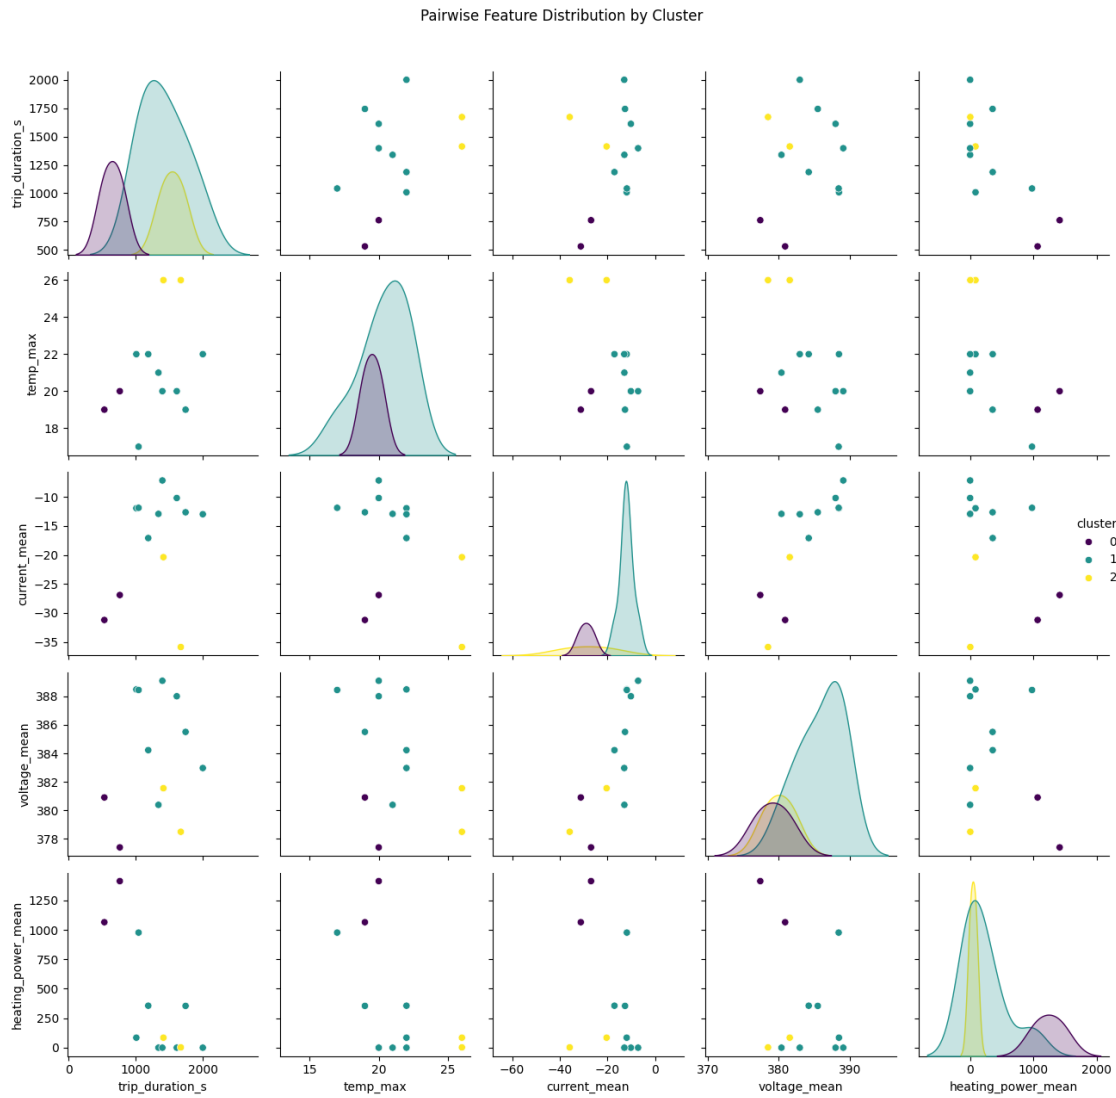 Pairwise Feature Distribution by Cluster
trip_duration_s
2000
1750
1500
1250
1000
750
500
temp_max
26
24
22
20
18
current_mean
−10
−15
−20
−25
−30
−35
cluster
0
1
2
voltage_mean
388
386
384
382
380
378
heating_power_mean
1250
1000
750
500
250
0
0 1000 2000
15 20 25
−60 −40 −20 0
370 380 390
0 1000 2000
trip_duration_s
temp_max
current_mean
voltage_mean
heating_power_mean